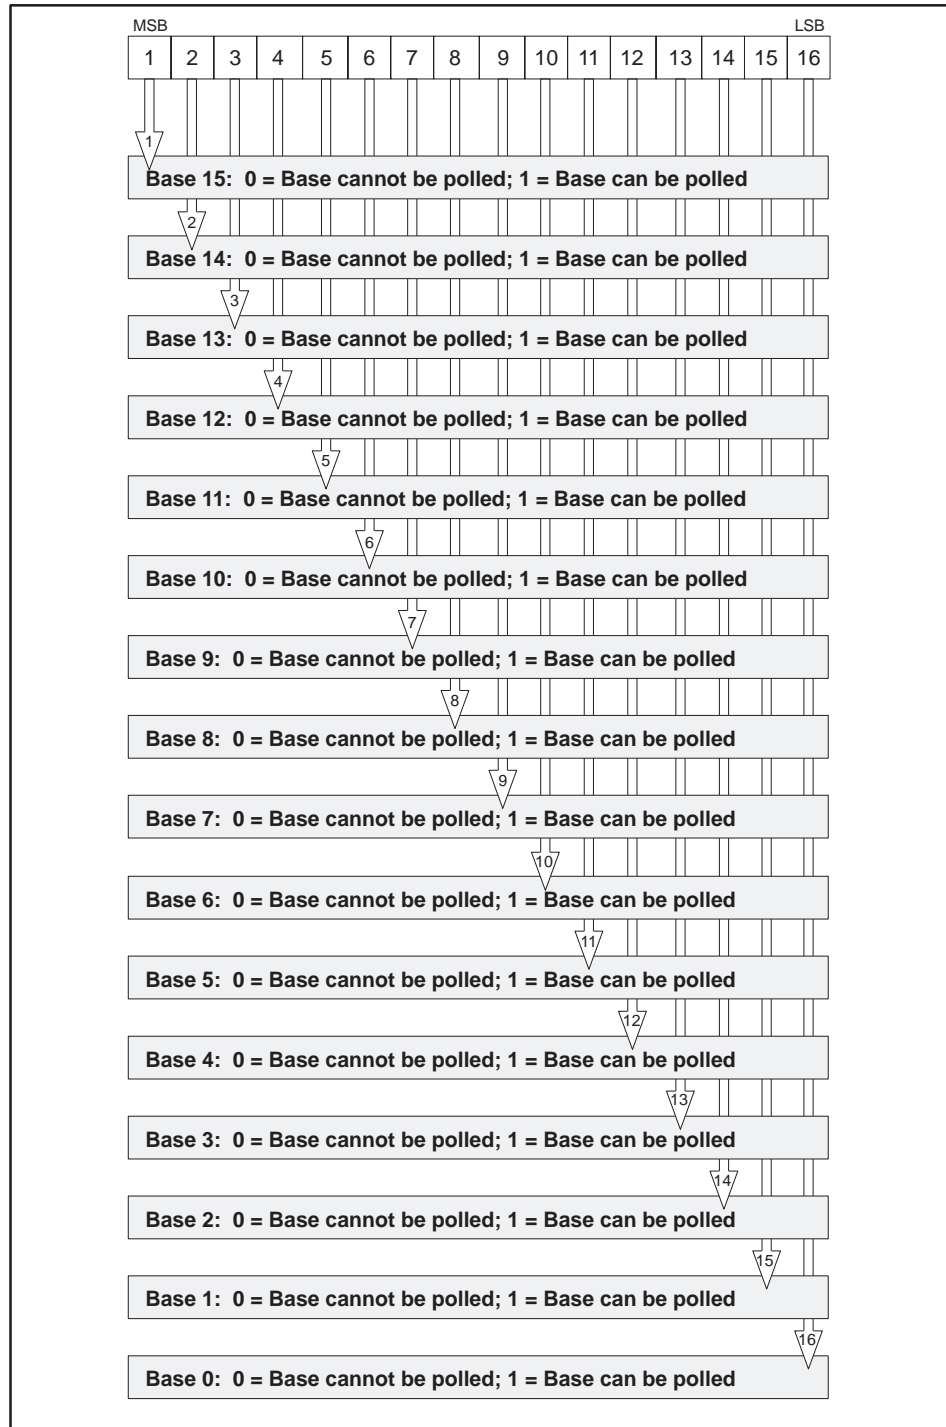 MSB LSB
1 2 3 4 5 6 7 8 9 10 11 12 13 14 15 16
1
Base 15: 0 = Base cannot be polled; 1 = Base can be polled
2
Base 14: 0 = Base cannot be polled; 1 = Base can be polled
3
Base 13: 0 = Base cannot be polled; 1 = Base can be polled
4
Base 12: 0 = Base cannot be polled; 1 = Base can be polled
5
Base 11: 0 = Base cannot be polled; 1 = Base can be polled
6
Base 10: 0 = Base cannot be polled; 1 = Base can be polled
7
Base 9: 0 = Base cannot be polled; 1 = Base can be polled
8
Base 8: 0 = Base cannot be polled; 1 = Base can be polled
9
Base 7: 0 = Base cannot be polled; 1 = Base can be polled
10
Base 6: 0 = Base cannot be polled; 1 = Base can be polled
11
Base 5: 0 = Base cannot be polled; 1 = Base can be polled
12
Base 4: 0 = Base cannot be polled; 1 = Base can be polled
13
Base 3: 0 = Base cannot be polled; 1 = Base can be polled
14
Base 2: 0 = Base cannot be polled; 1 = Base can be polled
15
Base 1: 0 = Base cannot be polled; 1 = Base can be polled
16
Base 0: 0 = Base cannot be polled; 1 = Base can be polled